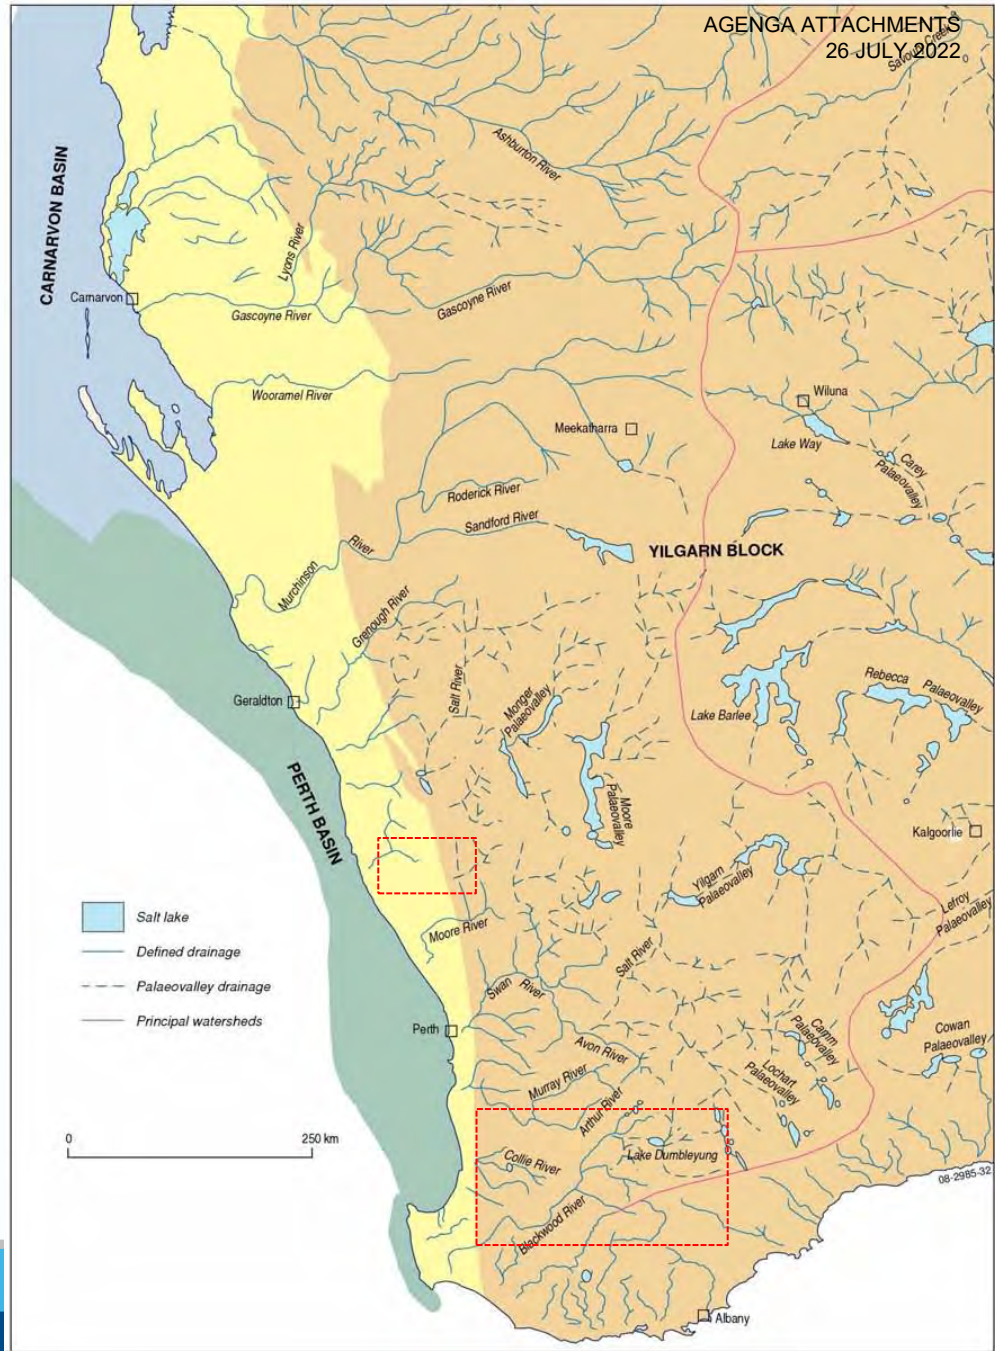 AGENGA ATTACHMENTS
26 JULY 2022
Savoury Creek
Ashburton River
CARNARVON BASIN
Lyons River
Carnarvon
Gascoyne River
Gascoyne River
Wooramel River
Wiluna
Meekatharra
Lake Way
Carey
Palaeovalley
Roderick River
Sandford River
YILGARN BLOCK
River
Murchinson
Grenough River
Salt River
Monger
Palaeovalley
Rebecca
Palaeovalley
Geraldton
Lake Barlee
PERTH BASIN
Moore
Palaeovalley
Kalgoorlie
Yilgarn
Palaeovalley
Lefroy
Palaeovalley
Salt lake
Moore River
Defined drainage
Salt River
Palaeovalley drainage
Swan River
Principal watersheds
Perth
Camm
Palaeovalley
Cowan
Palaeovalley
Avon River
Lochart
Palaeovalley
Murray River
Arthur River
0
250 km
Collie River
Lake Dumbleyung
08-2985-32
Blackwood River
Albany